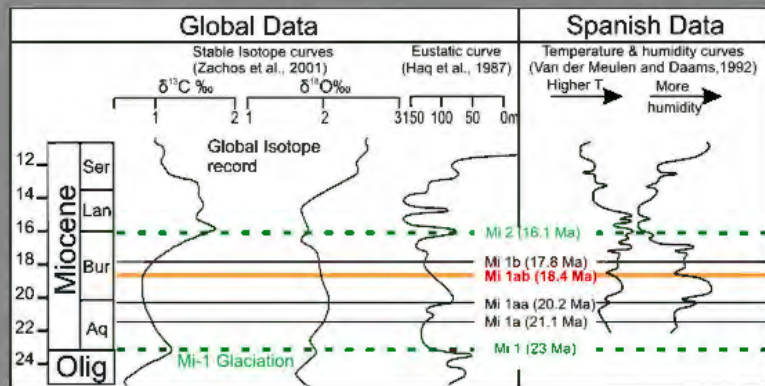 Global Data
Spanish Data
Stable Isotope curves
(Zachos et al., 2001)
Eustatic curve
(Haq et al., 1987)
Temperature & humidity curves
(Van der Meulen and Daams,1992)
δ¹³C ‰
δ¹⁸O‰
Higher T
More
humidity
1 2 1 2 3 150 100 50 0m
Global Isotope
record
12
14
16
18
20
22
24
Miocene
Olig
Ser
Lan
Bur
Aq
Mi 2 (16.1 Ma)
Mi 1b (17.8 Ma)
Mi 1ab (18.4 Ma)
Mi 1aa (20.2 Ma)
Mi 1a (21.1 Ma)
Mi 1 (23 Ma)
Mi-1 Glaciation